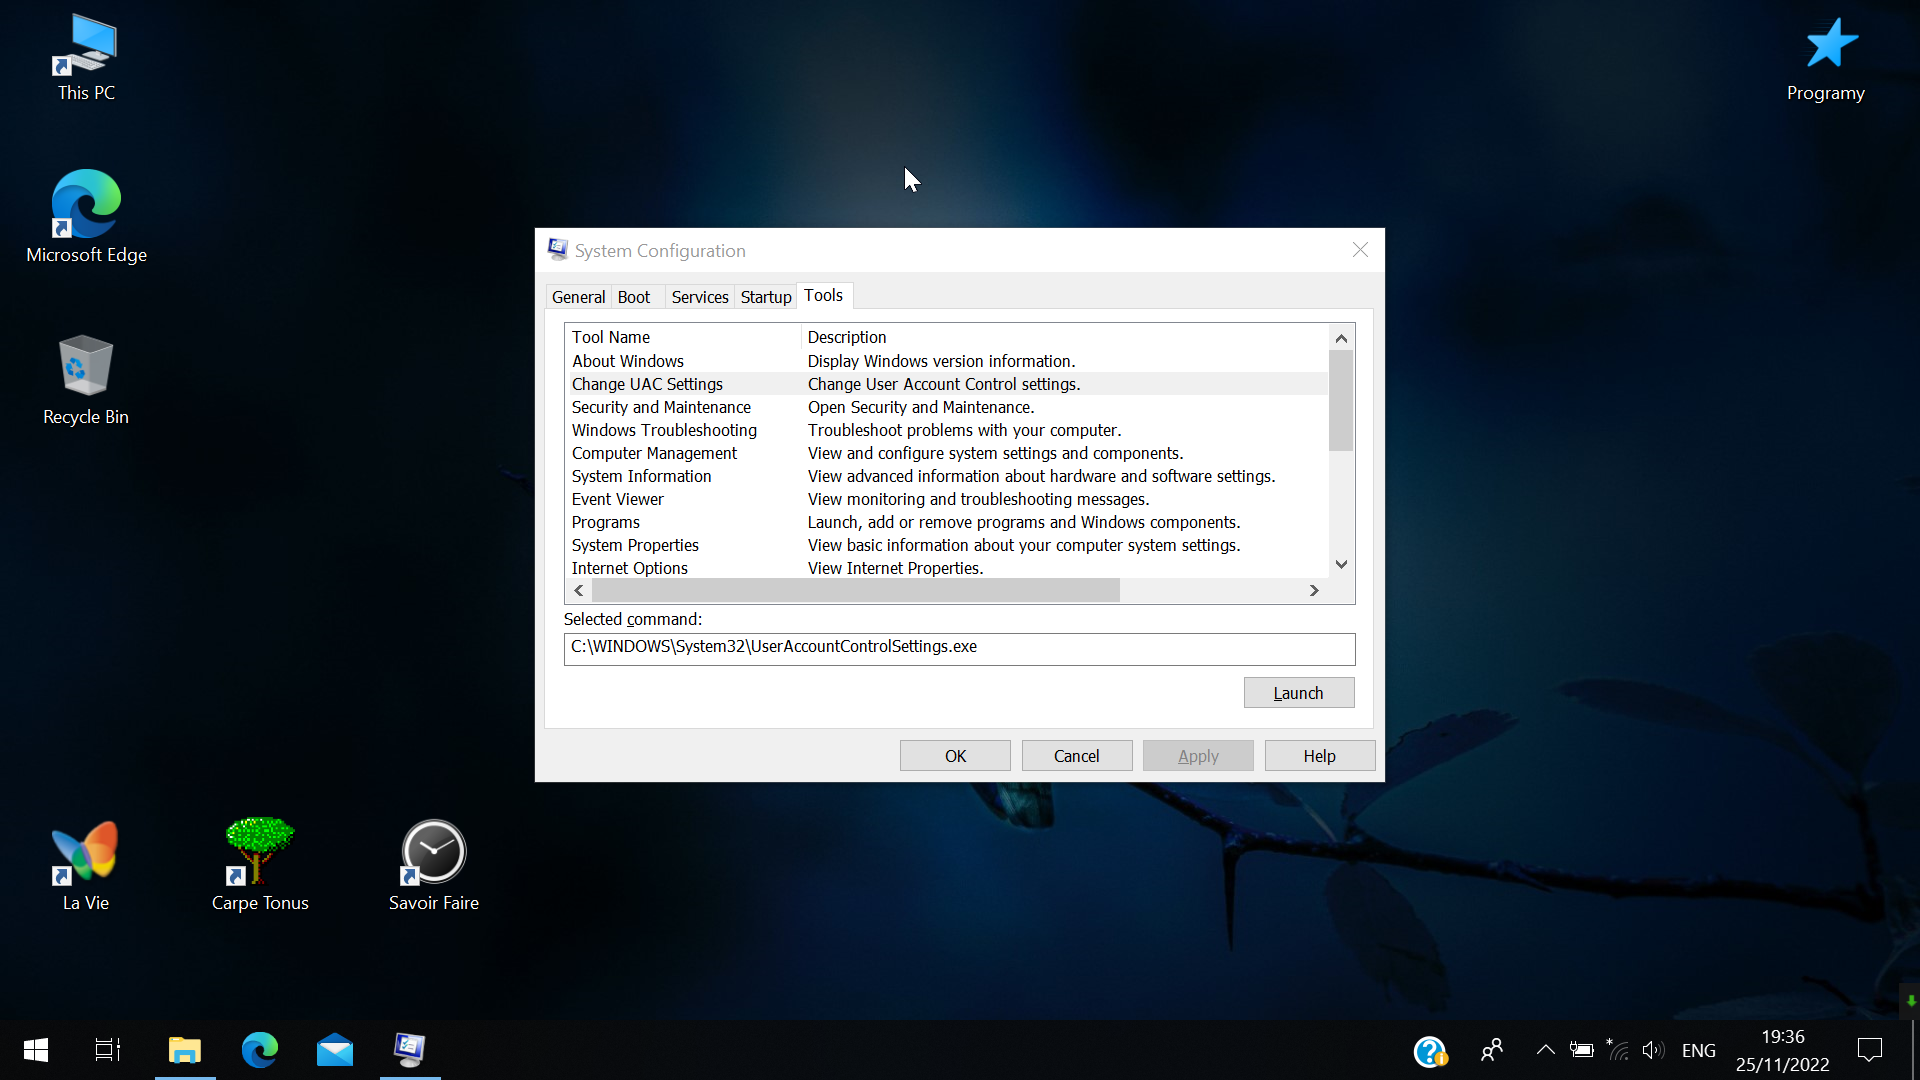 This PC
Programy
Microsoft Edge
Recycle Bin
System Configuration
General Boot Services Startup Tools
Tool Name Description
About Windows Display Windows version information.
Change UAC Settings Change User Account Control settings.
Security and Maintenance Open Security and Maintenance.
Windows Troubleshooting Troubleshoot problems with your computer.
Computer Management View and configure system settings and components.
System Information View advanced information about hardware and software settings.
Event Viewer View monitoring and troubleshooting messages.
Programs Launch, add or remove programs and Windows components.
System Properties View basic information about your computer system settings.
Internet Options View Internet Properties.
Selected command:
C:\WINDOWS\System32\UserAccountControlSettings.exe
Launch
OK Cancel Apply Help
La Vie Carpe Tonus Savoir Faire
ENG
19:36
25/11/2022